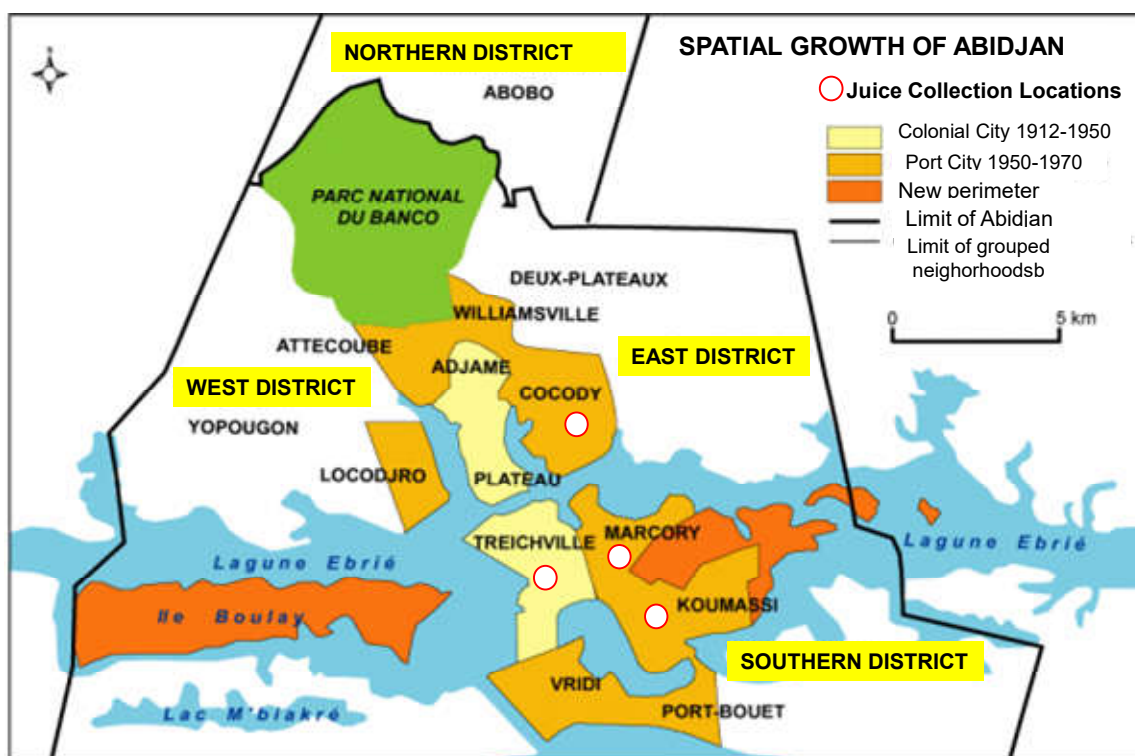 SPATIAL GROWTH OF ABIDJAN
NORTHERN DISTRICT
ABOBO
Juice Collection Locations
Colonial City 1912-1950
Port City 1950-1970
New perimeter
Limit of Abidjan
Limit of grouped
neighorhoodsb
0 5 km
PARC NATIONAL
DU BANCO
DEUX-PLATEAUX
WILLIAMSVILLE
ATTECOUBE
ADJAME
EAST DISTRICT
WEST DISTRICT
COCODY
YOPOUGON
LOCODJRO
PLATEAU
TREICHVILLE
MARCORY
Lagune Ebrié
Lagune Ebrié
Ile Boulay
KOUMASSI
SOUTHERN DISTRICT
VRIDI
PORT-BOUET
Lac M'biakré